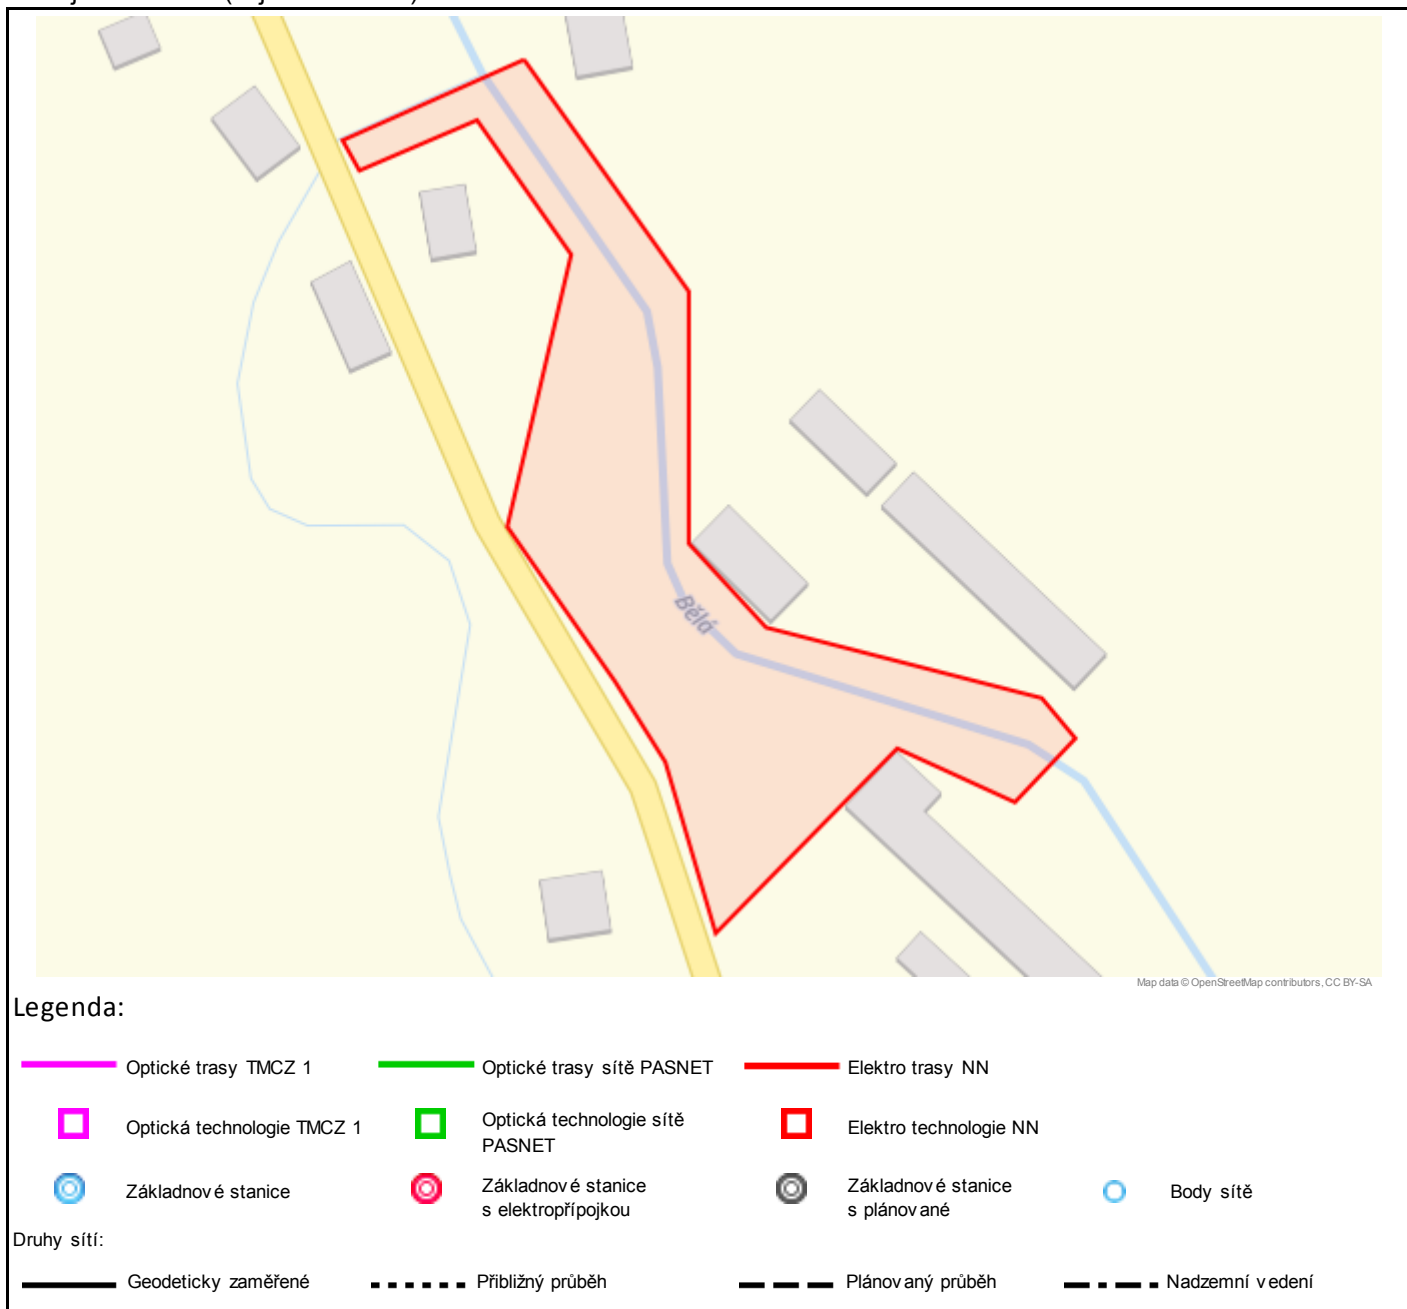 Bělá
Map data © OpenStreetMap contributors, CC BY-SA
Legenda:
Optické trasy TMCZ 1
Optické trasy sítě PASNET
Elektro trasy NN
Optická technologie TMCZ 1
Optická technologie sítě
PASNET
Elektro technologie NN
Základnové stanice
Základnové stanice
s elektropřípojkou
Základnové stanice
s plánované
Body sítě
Druhy sítí:
Geodeticky zaměřené
Přibližný průběh
Plánovaný průběh
Nadzemní vedení